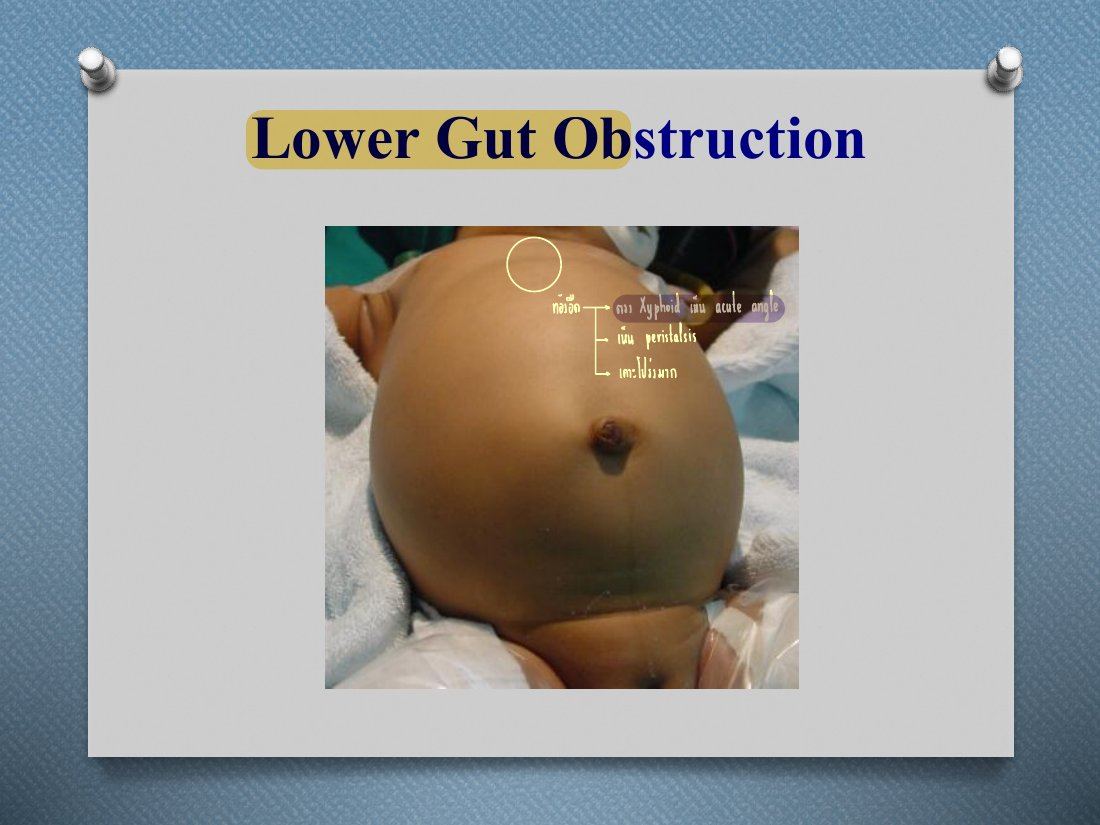 Lower Gut Obstruction
ท้องอืด → ตรง Xyphoid เห็น acute angle
เห็น peristalsis
เคาะโปร่งมาก